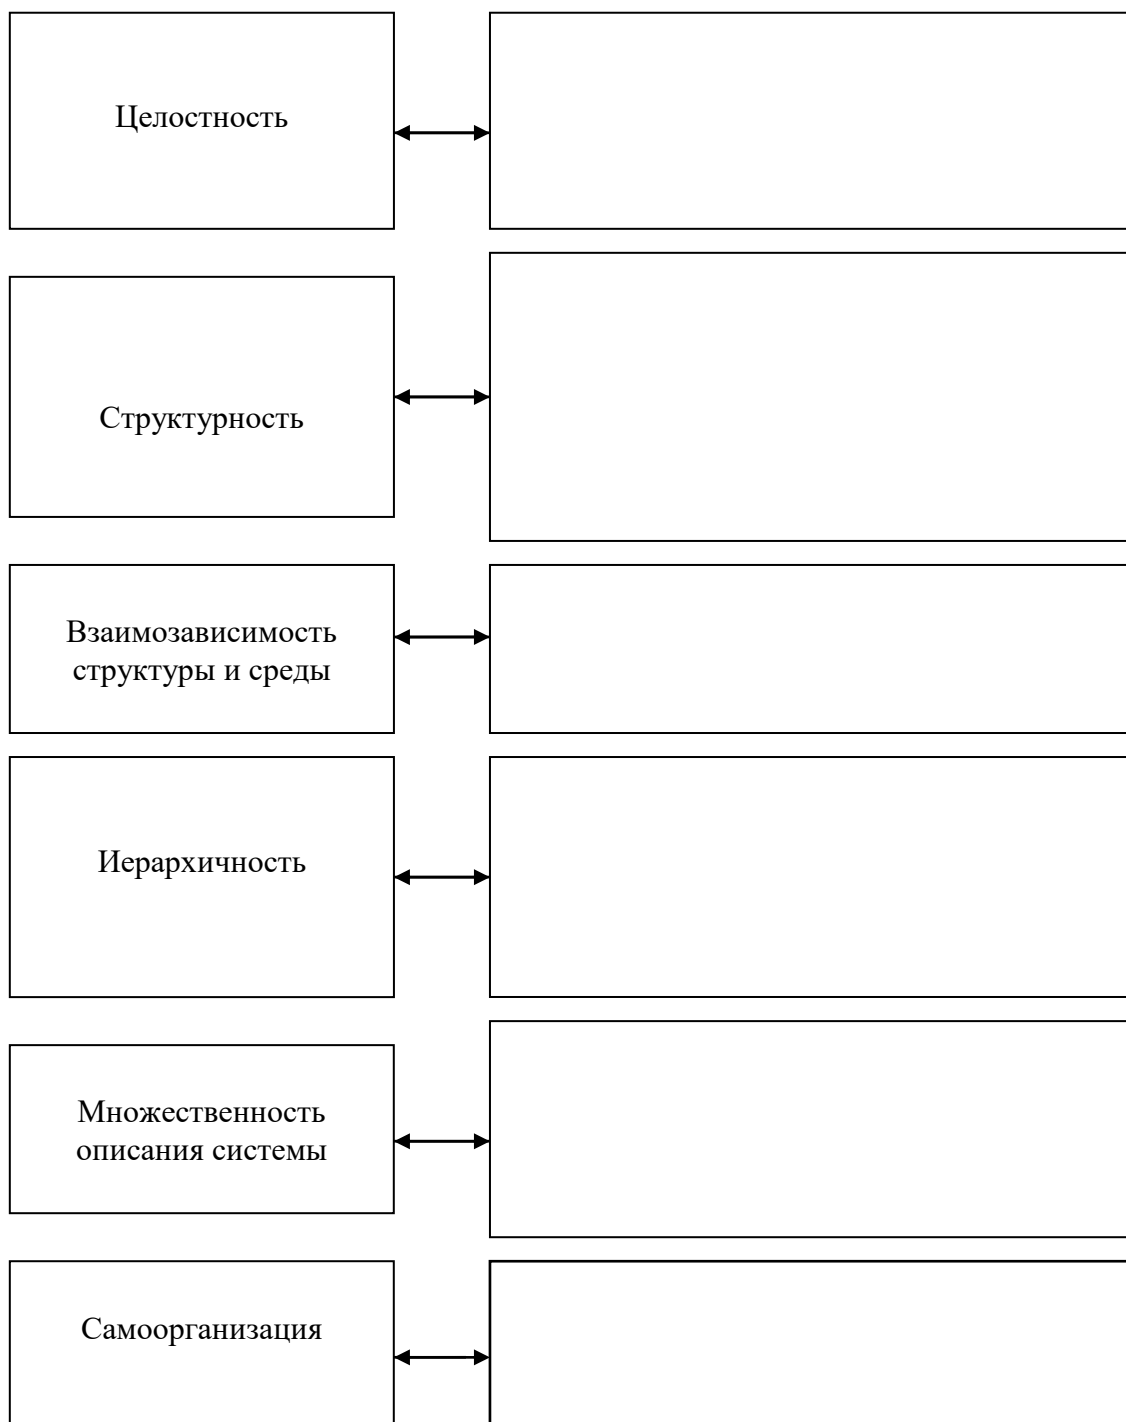 Целостность
Структурность
Взаимозависимость
структуры и среды
Иерархичность
Множественность
описания системы
Самоорганизация